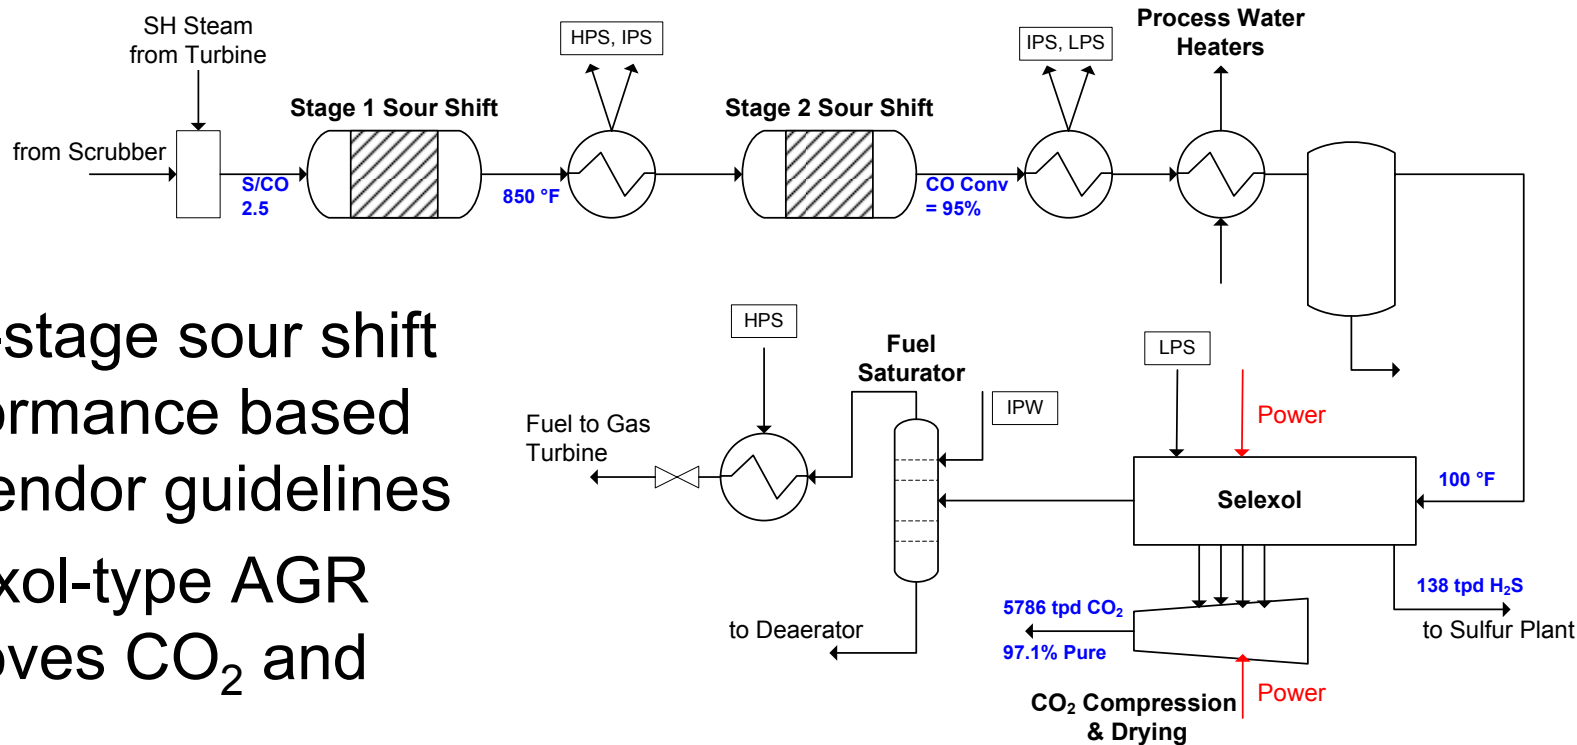 SH Steam
from Turbine
HPS, IPS
IPS, LPS
Process Water
Heaters
Stage 1 Sour Shift
Stage 2 Sour Shift
from Scrubber
S/CO
2.5
850 °F
CO Conv
= 95%
-stage sour shift
ormance based
endor guidelines
xol-type AGR
oves CO₂ and
HPS
Fuel
Saturator
LPS
IPW
Power
Fuel to Gas
Turbine
Selexol
100 °F
138 tpd H₂S
to Sulfur Plant
5786 tpd CO₂
97.1% Pure
to Deaerator
Power
CO₂ Compression
& Drying